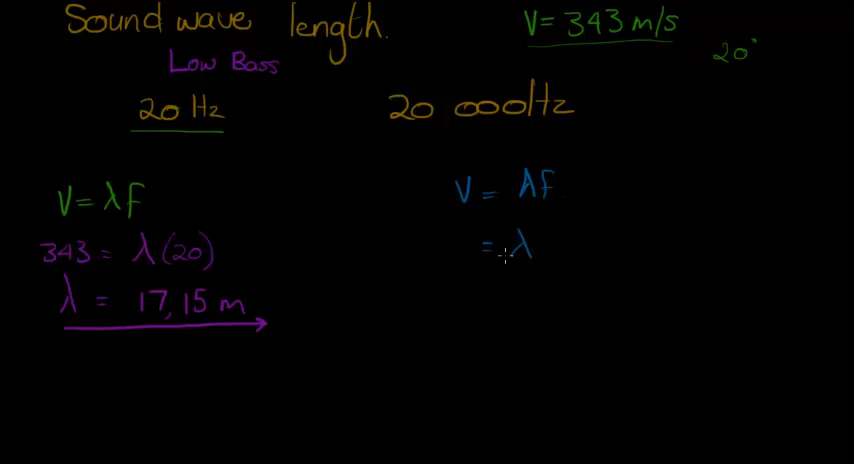 Sound wave length.
V = 343 m/s
20°
Low Bass
20 Hz
20 000Hz
V = λf
343 = λ(20)
λ = 17,15 m
V = λf
= λ